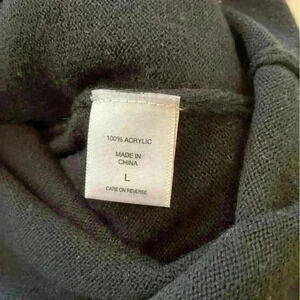 100% ACRYLIC
MADE IN
CHINA
L
CARE ON REVERSE